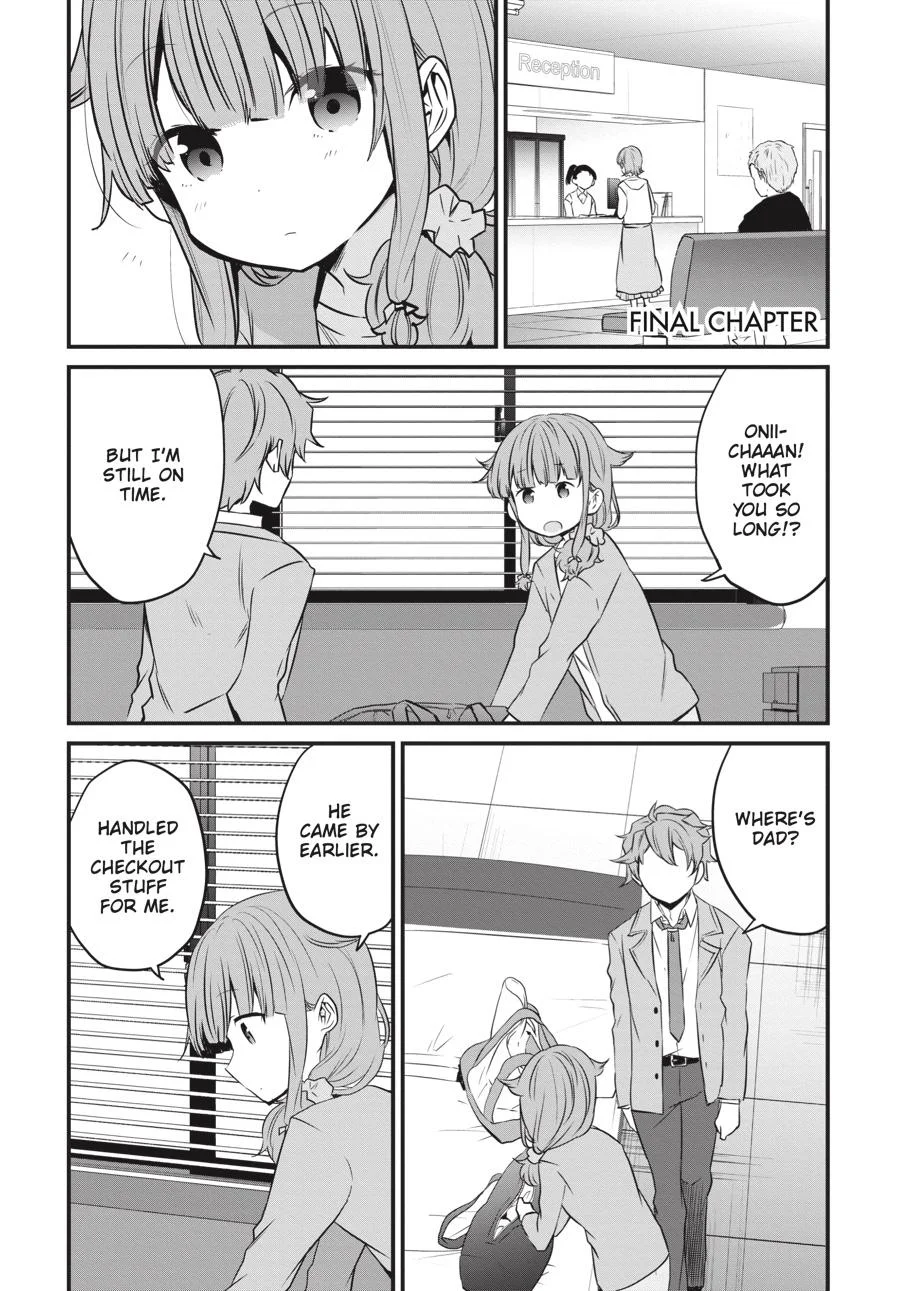 Reception
FINAL CHAPTER
ONII-
CHAAAN!
WHAT
TOOK
YOU SO
LONG!?
BUT I'M
STILL ON
TIME.
WHERE'S
DAD?
HE
CAME BY
EARLIER.
HANDLED
THE
CHECKOUT
STUFF
FOR ME.